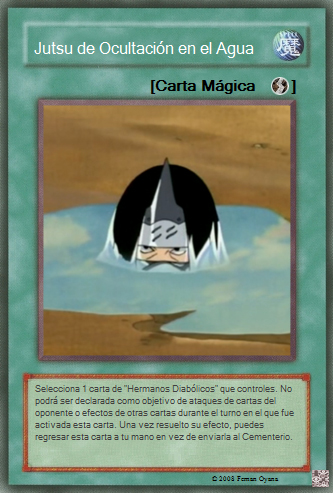 Jutsu de Ocultación en el Agua
魔
[Carta Mágica ]
Selecciona 1 carta de "Hermanos Diabólicos" que controles. No
podrá ser declarada como objetivo de ataques de cartas del
oponente o efectos de otras cartas durante el turno en el que fue
activada esta carta. Una vez resuelto su efecto, puedes
regresar esta carta a tu mano en vez de enviarla al Cementerio.
©2008 Ferran Oyana